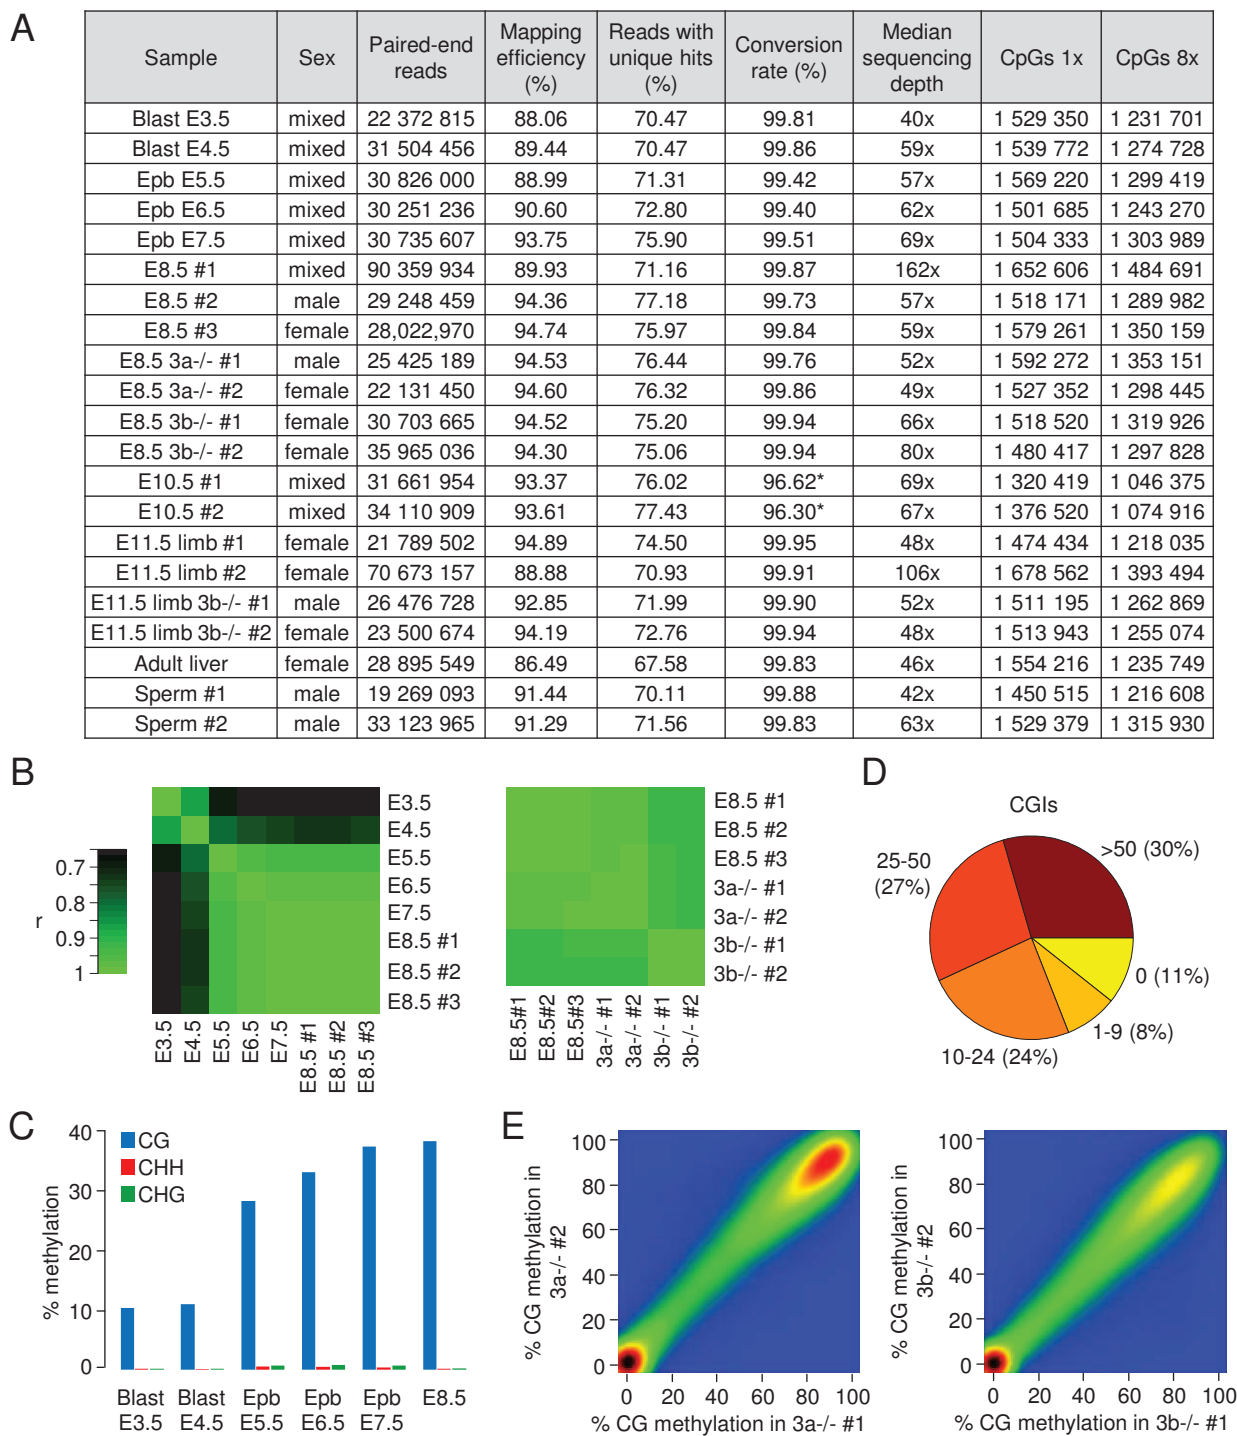 A
Sample Sex Paired-end reads Mapping efficiency (%) Reads with unique hits (%) Conversion rate (%) Median sequencing depth CpGs 1x CpGs 8x
Blast E3.5 mixed 22 372 815 88.06 70.47 99.81 40x 1 529 350 1 231 701
Blast E4.5 mixed 31 504 456 89.44 70.47 99.86 59x 1 539 772 1 274 728
Epb E5.5 mixed 30 826 000 88.99 71.31 99.42 57x 1 569 220 1 299 419
Epb E6.5 mixed 30 251 236 90.60 72.80 99.40 62x 1 501 685 1 243 270
Epb E7.5 mixed 30 735 607 93.75 75.90 99.51 69x 1 504 333 1 303 989
E8.5 #1 mixed 90 359 934 89.93 71.16 99.87 162x 1 652 606 1 484 691
E8.5 #2 male 29 248 459 94.36 77.18 99.73 57x 1 518 171 1 289 982
E8.5 #3 female 28,022,970 94.74 75.97 99.84 59x 1 579 261 1 350 159
E8.5 3a-/- #1 male 25 425 189 94.53 76.44 99.76 52x 1 592 272 1 353 151
E8.5 3a-/- #2 female 22 131 450 94.60 76.32 99.86 49x 1 527 352 1 298 445
E8.5 3b-/- #1 female 30 703 665 94.52 75.20 99.94 66x 1 518 520 1 319 926
E8.5 3b-/- #2 female 35 965 036 94.30 75.06 99.94 80x 1 480 417 1 297 828
E10.5 #1 mixed 31 661 954 93.37 76.02 96.62* 69x 1 320 419 1 046 375
E10.5 #2 mixed 34 110 909 93.61 77.43 96.30* 67x 1 376 520 1 074 916
E11.5 limb #1 female 21 789 502 94.89 74.50 99.95 48x 1 474 434 1 218 035
E11.5 limb #2 female 70 673 157 88.88 70.93 99.91 106x 1 678 562 1 393 494
E11.5 limb 3b-/- #1 male 26 476 728 92.85 71.99 99.90 52x 1 511 195 1 262 869
E11.5 limb 3b-/- #2 female 23 500 674 94.19 72.76 99.94 48x 1 513 943 1 255 074
Adult liver female 28 895 549 86.49 67.58 99.83 46x 1 554 216 1 235 749
Sperm #1 male 19 269 093 91.44 70.11 99.88 42x 1 450 515 1 216 608
Sperm #2 male 33 123 965 91.29 71.56 99.83 63x 1 529 379 1 315 930
B
r
0.7
0.8
0.9
1
E3.5
E4.5
E5.5
E6.5
E7.5
E8.5 #1
E8.5 #2
E8.5 #3
E3.5 E4.5 E5.5 E6.5 E7.5 E8.5 #1 E8.5 #2 E8.5 #3
E8.5 #1
E8.5 #2
E8.5 #3
3a-/- #1
3a-/- #2
3b-/- #1
3b-/- #2
E8.5#1 E8.5#2 E8.5#3 3a-/- #1 3a-/- #2 3b-/- #1 3b-/- #2
D
CGIs
>50 (30%)
25-50
(27%)
0 (11%)
1-9 (8%)
10-24 (24%)
C
% methylation
40
30
20
10
0
CG
CHH
CHG
Blast E3.5 Blast E4.5 Epb E5.5 Epb E6.5 Epb E7.5 E8.5
E
% CG methylation in
3a-/- #2
100
80
60
40
20
0
0 20 40 60 80 100
% CG methylation in 3a-/- #1
% CG methylation in
3b-/- #2
100
80
60
40
20
0
0 20 40 60 80 100
% CG methylation in 3b-/- #1